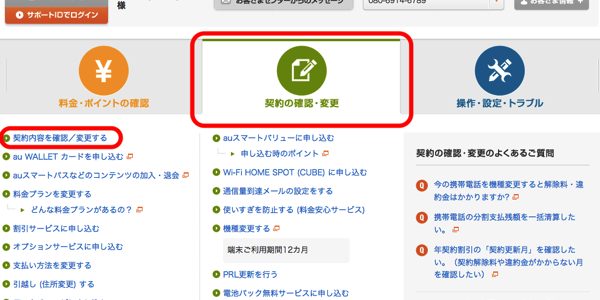 サポートIDでログイン
様
お客さまセンターからのメッセージ
080-6914-6789
お客さま情報
料金・ポイントの確認
契約の確認・変更
操作・設定・トラブル
契約内容を確認／変更する
au WALLET カードを申し込む
auスマートパスなどのコンテンツの加入・退会
料金プランを変更する
どんな料金プランがあるの？
割引サービスに申し込む
オプションサービスに申し込む
支払い方法を変更する
引越し (住所変更) する
auスマートバリューに申し込む
申し込む時のポイント
Wi-Fi HOME SPOT (CUBE) に申し込む
通信量到達メールの設定をする
使いすぎを防止する (料金安心サービス)
機種変更する
端末ご利用期間12カ月
PRL更新を行う
電池パック無料サービスに申し込む
契約の確認・変更のよくあるご質問
Q 今の携帯電話を機種変更すると解除料・違
約金はかかりますか？
Q 携帯電話の分割支払残額を一括清算した
い。
Q 年契約割引の「契約更新月」を確認した
い。（契約解除料や違約金がかからない月
を確認したい）